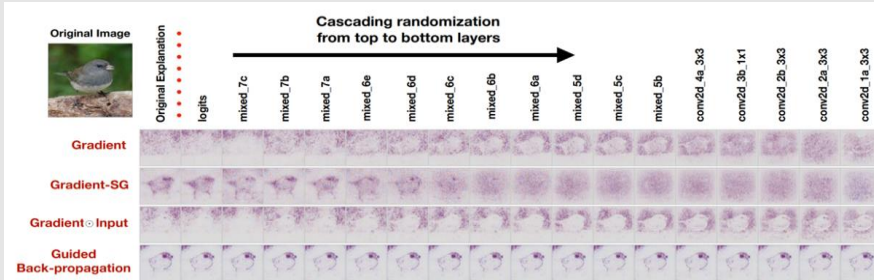 Cascading randomization
from top to bottom layers
Original Image
Original Explanation
logits
mixed_7c
mixed_7b
mixed_7a
mixed_6e
mixed_6d
mixed_6c
mixed_6b
mixed_6a
mixed_5d
mixed_5c
mixed_5b
conv2d_4a_3x3
conv2d_3b_1x1
conv2d_2b_3x3
conv2d_2a_3x3
conv2d_1a_3x3
Gradient
Gradient-SG
Gradient⊙Input
Guided
Back-propagation